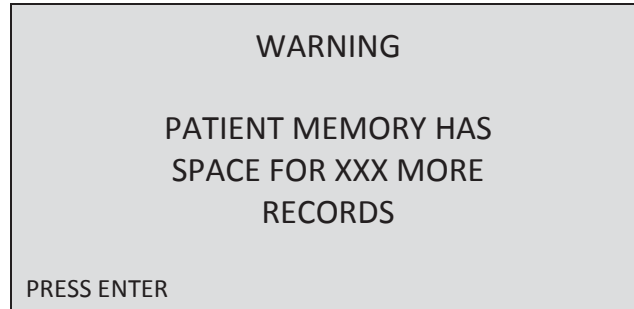 WARNING
PATIENT MEMORY HAS
SPACE FOR XXX MORE
RECORDS
PRESS ENTER